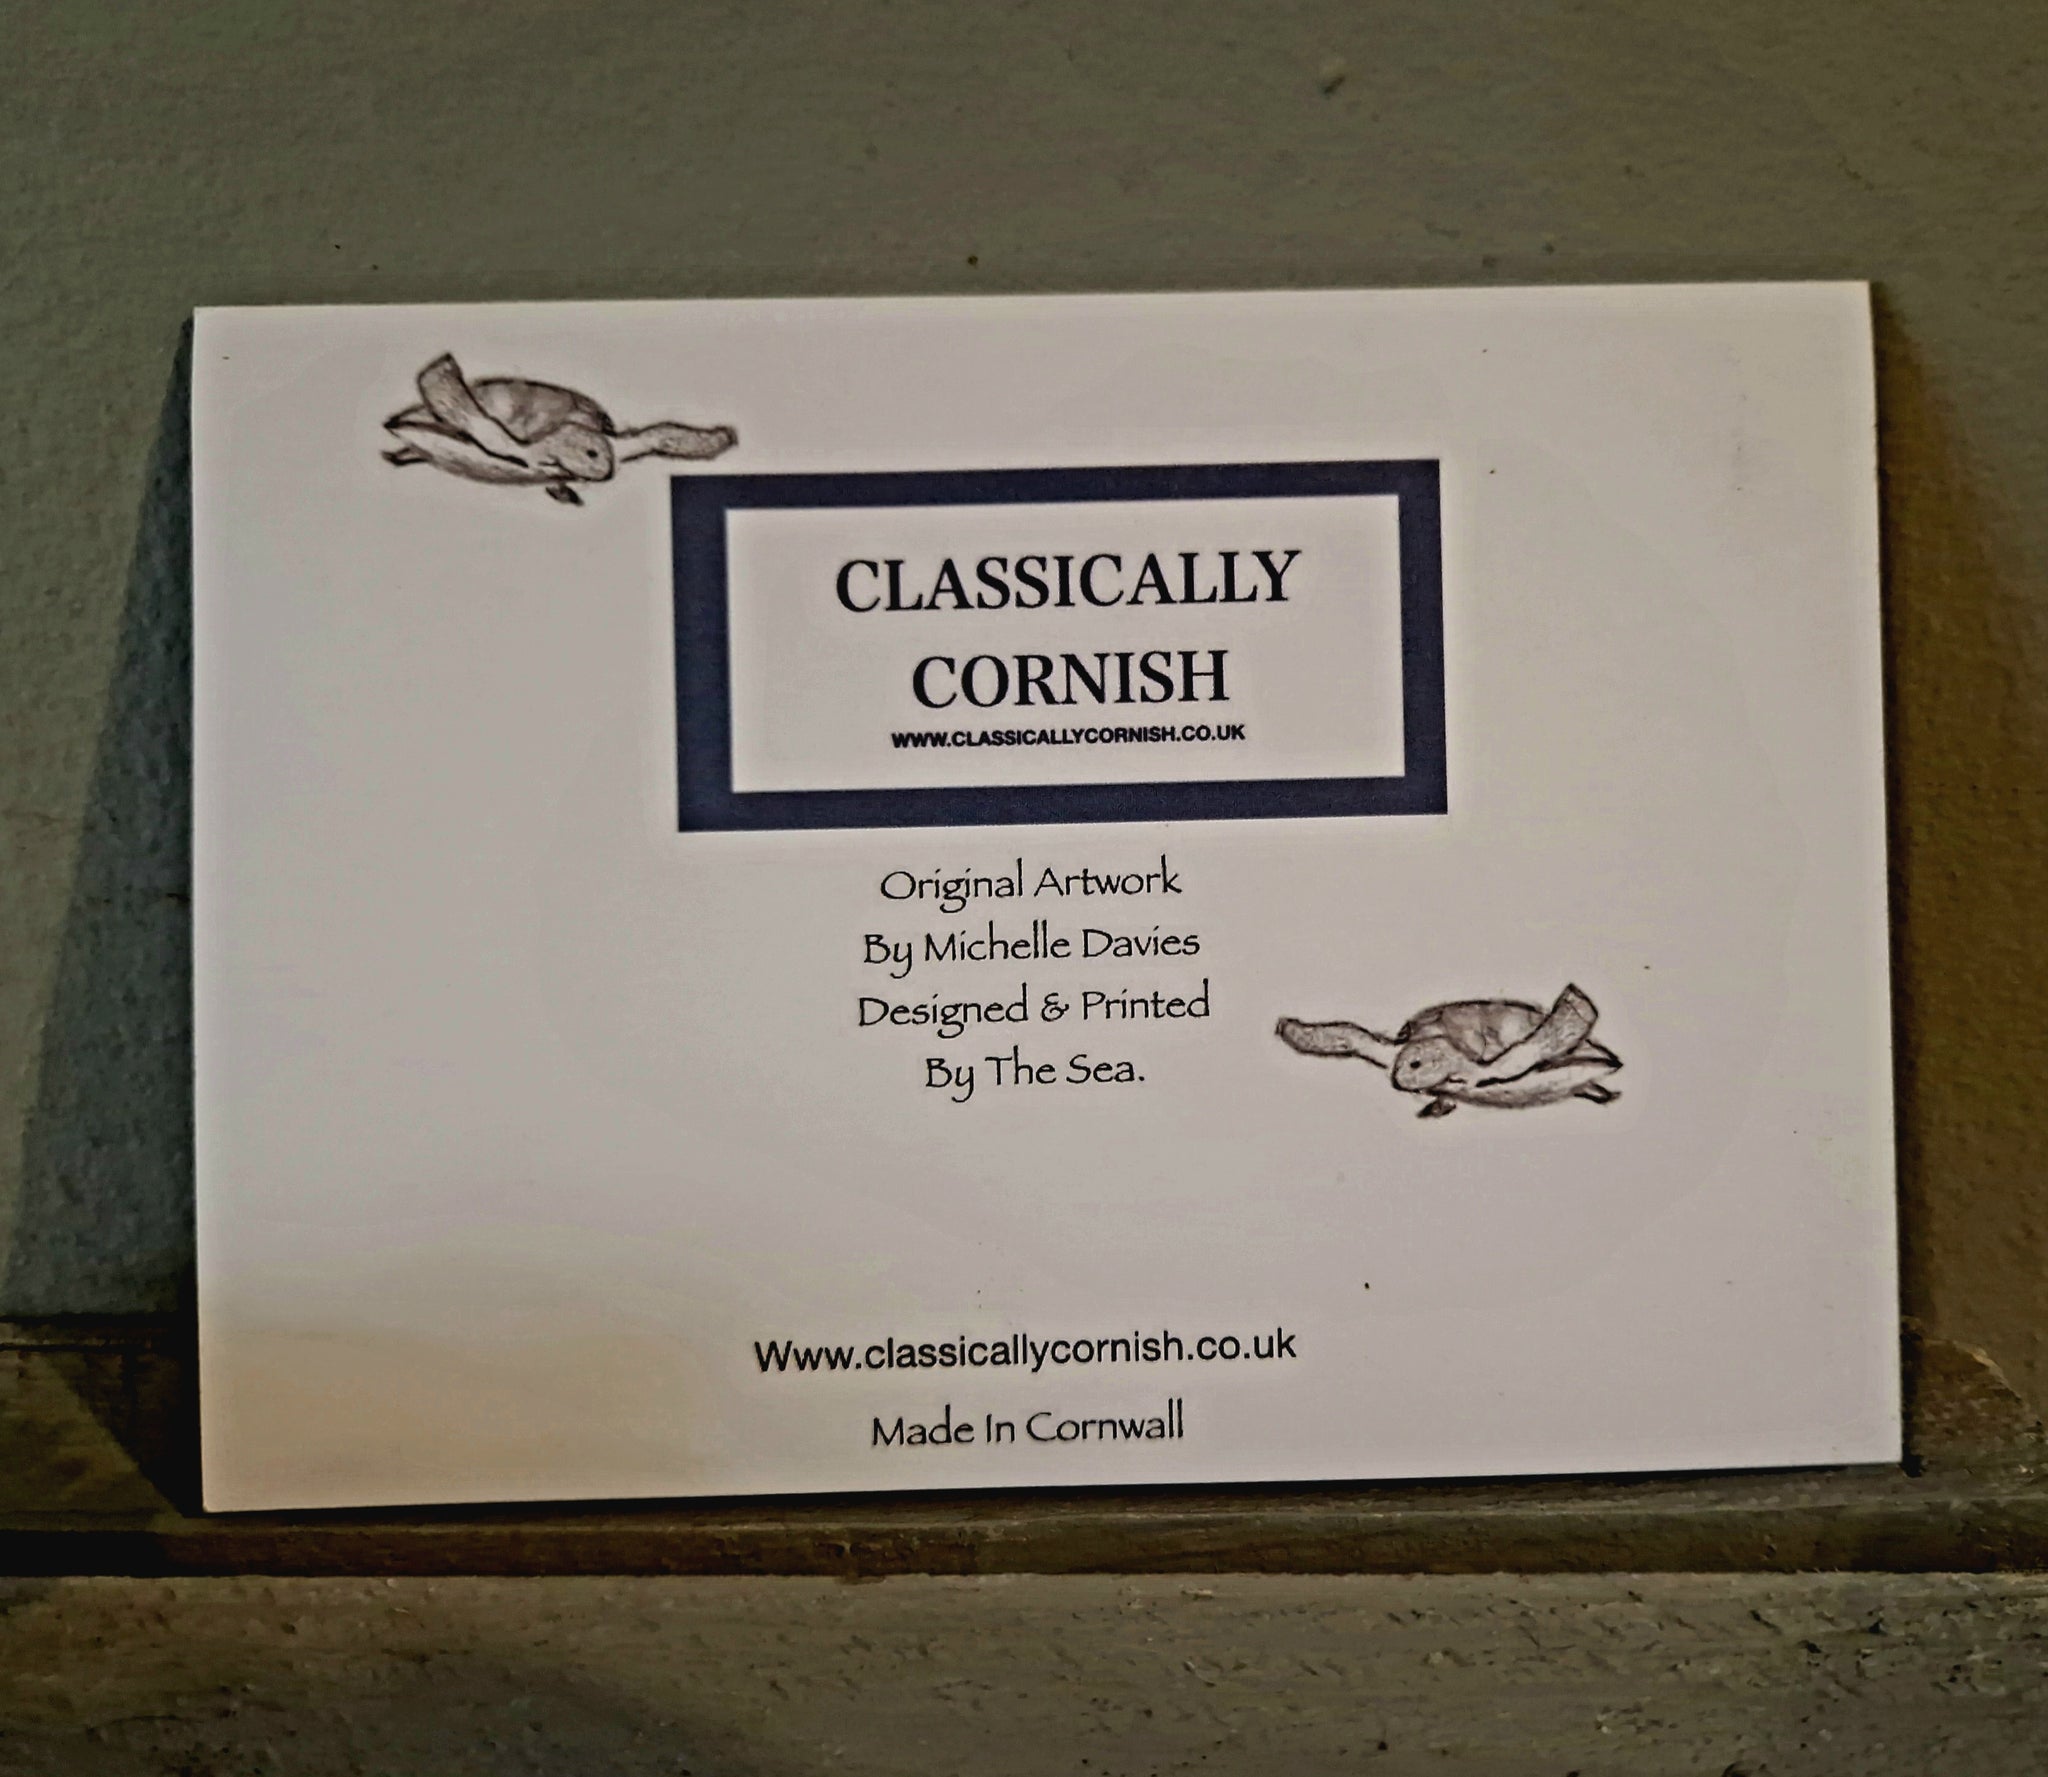 CLASSICALLY
CORNISH
WWW.CLASSICALLYCORNISH.CO.UK
Original Artwork
By Michelle Davies
Designed & Printed
By The Sea.
Www.classicallycornish.co.uk
Made In Cornwall